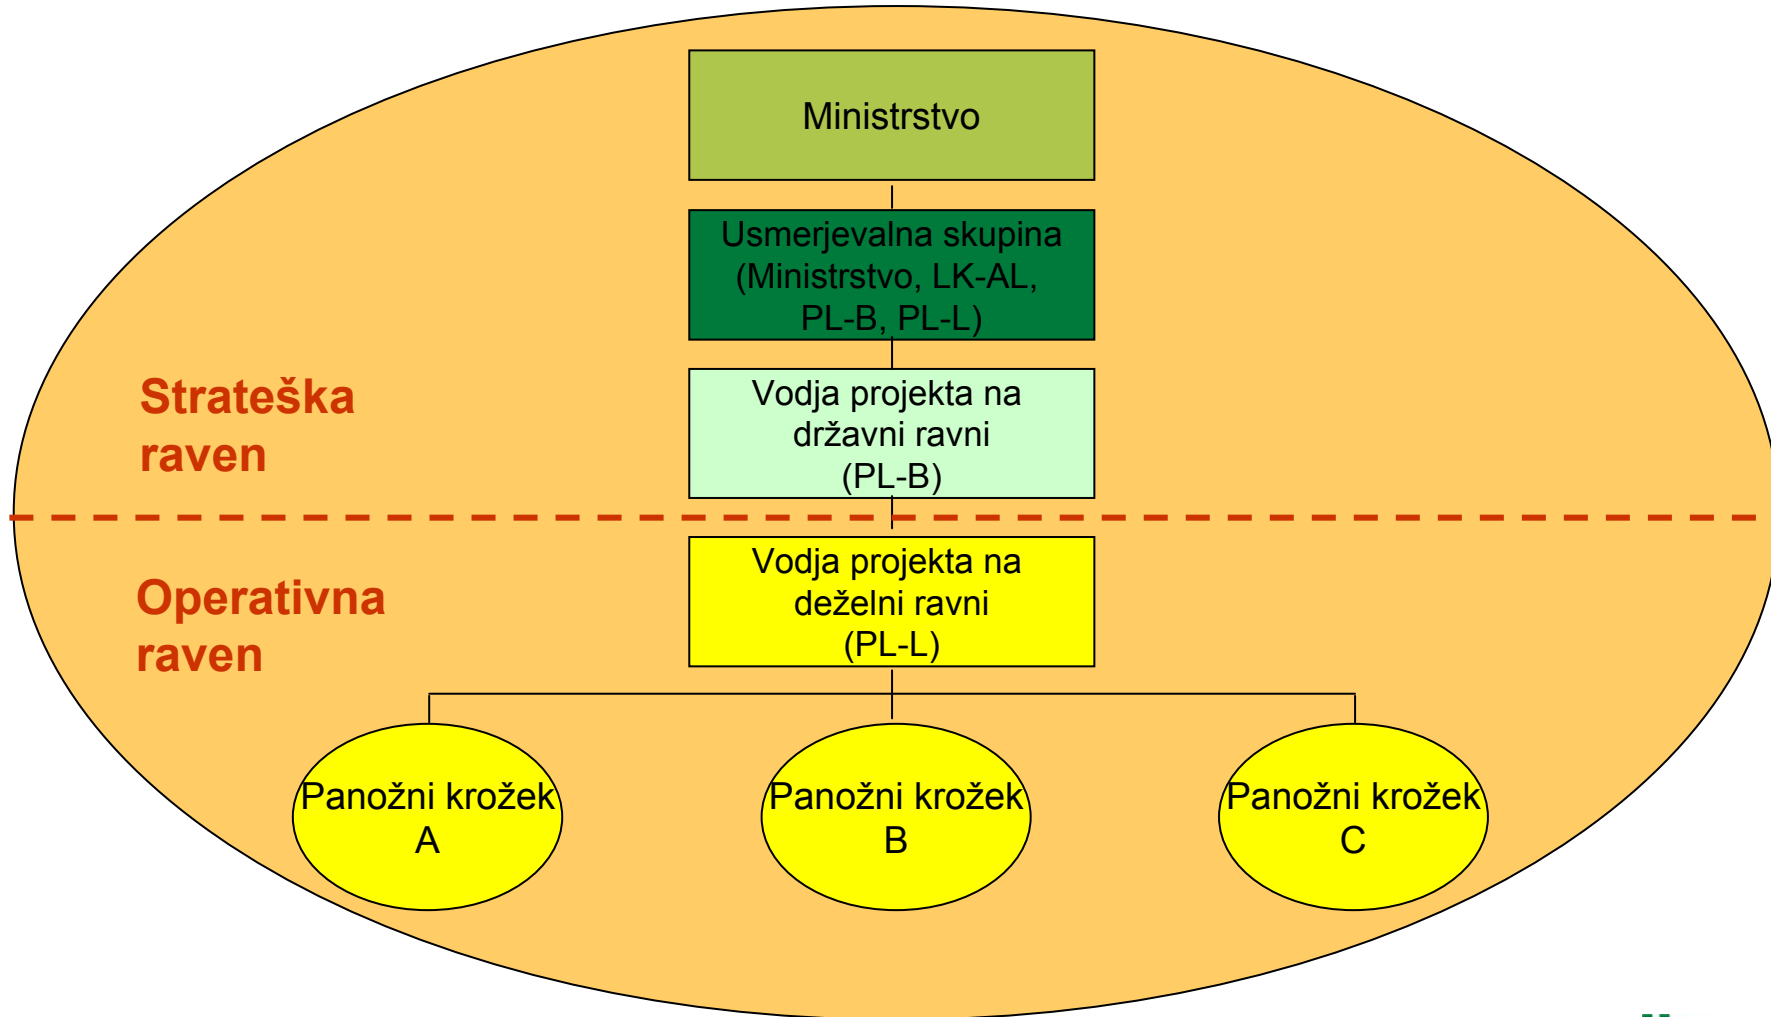 Ministrstvo
Usmerjevalna skupina
(Ministrstvo, LK-AL,
PL-B, PL-L)
Strateška
raven
Vodja projekta na
državni ravni
(PL-B)
Operativna
raven
Vodja projekta na
deželni ravni
(PL-L)
Panožni krožek
A
Panožni krožek
B
Panožni krožek
C